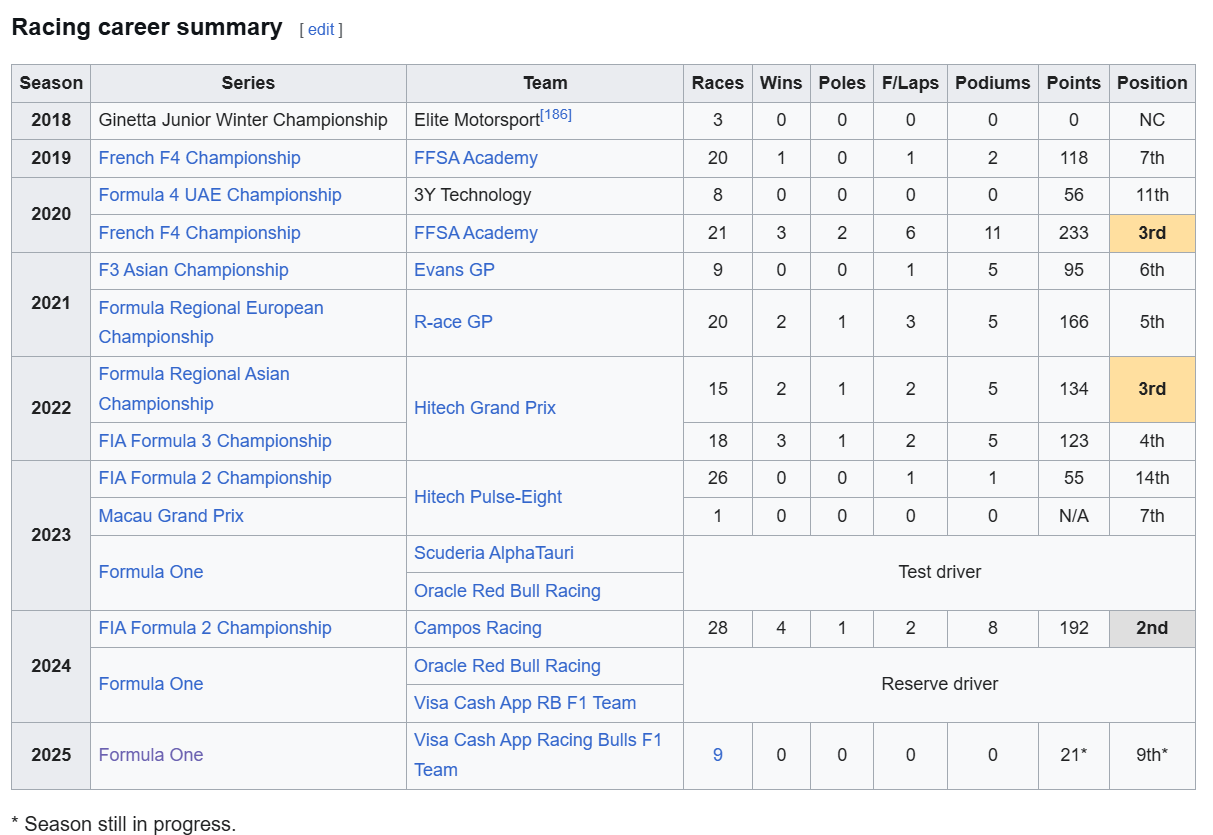 Racing career summary [ edit ]
Season Series Team Races Wins Poles F/Laps Podiums Points Position
2018 Ginetta Junior Winter Championship Elite Motorsport[186] 3 0 0 0 0 0 NC
2019 French F4 Championship FFSA Academy 20 1 0 1 2 118 7th
2020 Formula 4 UAE Championship 3Y Technology 8 0 0 0 0 56 11th
French F4 Championship FFSA Academy 21 3 2 6 11 233 3rd
2021 F3 Asian Championship Evans GP 9 0 0 1 5 95 6th
Formula Regional European
Championship R-ace GP 20 2 1 3 5 166 5th
2022 Formula Regional Asian
Championship Hitech Grand Prix 15 2 1 2 5 134 3rd
FIA Formula 3 Championship 18 3 1 2 5 123 4th
2023 FIA Formula 2 Championship Hitech Pulse-Eight 26 0 0 1 1 55 14th
Macau Grand Prix 1 0 0 0 0 N/A 7th
Formula One Scuderia AlphaTauri Test driver
Oracle Red Bull Racing
2024 FIA Formula 2 Championship Campos Racing 28 4 1 2 8 192 2nd
Formula One Oracle Red Bull Racing Reserve driver
Visa Cash App RB F1 Team
2025 Formula One Visa Cash App Racing Bulls F1
Team 9 0 0 0 0 21* 9th*
* Season still in progress.